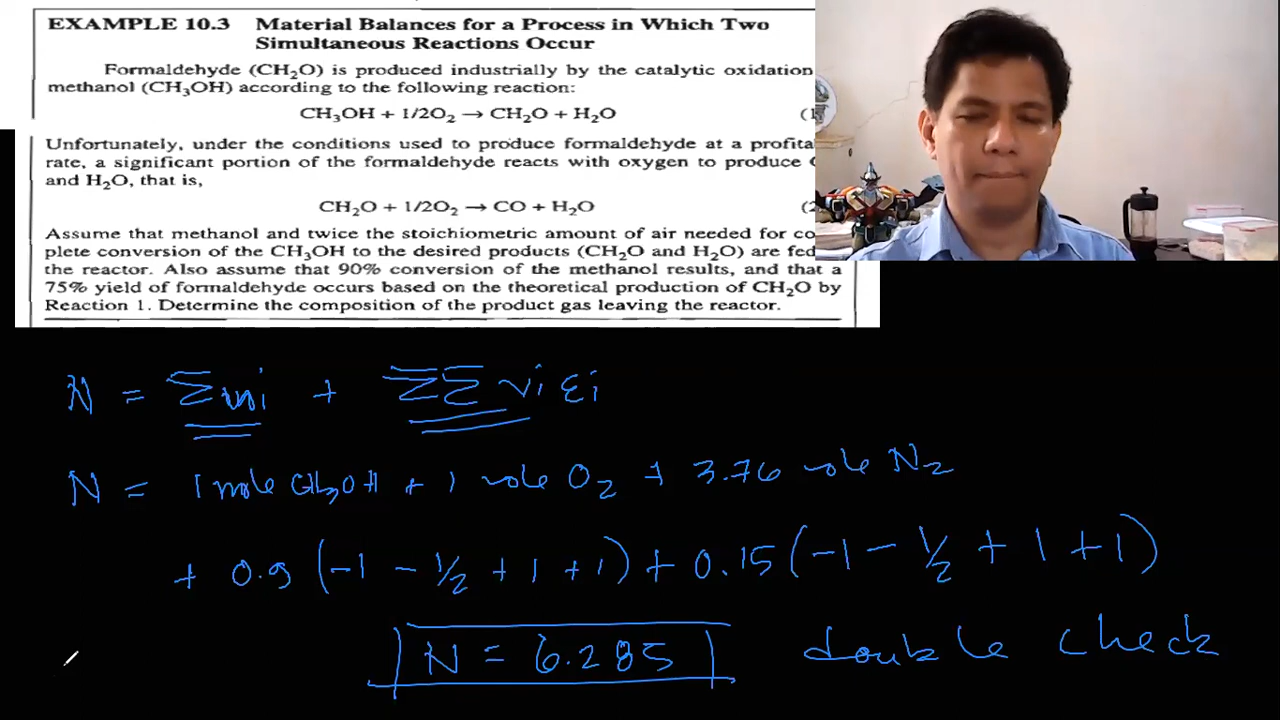 EXAMPLE 10.3 Material Balances for a Process in Which Two
Simultaneous Reactions Occur
Formaldehyde (CH₂O) is produced industrially by the catalytic oxidation
methanol (CH₃OH) according to the following reaction:
CH₃OH + 1/2O₂ → CH₂O + H₂O (1
Unfortunately, under the conditions used to produce formaldehyde at a
rate, a significant portion of the formaldehyde reacts with oxygen to produce
and H₂O, that is,
CH₂O + 1/2O₂ → CO + H₂O (2
Assume that methanol and twice the stoichiometric amount of air needed for
plete conversion of the CH₃OH to the desired products (CH₂O and H₂O) are fed
the reactor. Also assume that 90% conversion of the methanol results, and that a
75% yield of formaldehyde occurs based on the theoretical production of CH₂O by
Reaction 1. Determine the composition of the product gas leaving the reactor.
N = Σni + ΣΣ νi εi
N = 1 mole CH₃OH + 1 mole O₂ + 3.76 mole N₂
+ 0.9 (-1 - 1/2 + 1 + 1) + 0.15 (-1 - 1/2 + 1 + 1)
N = 6.285 double check